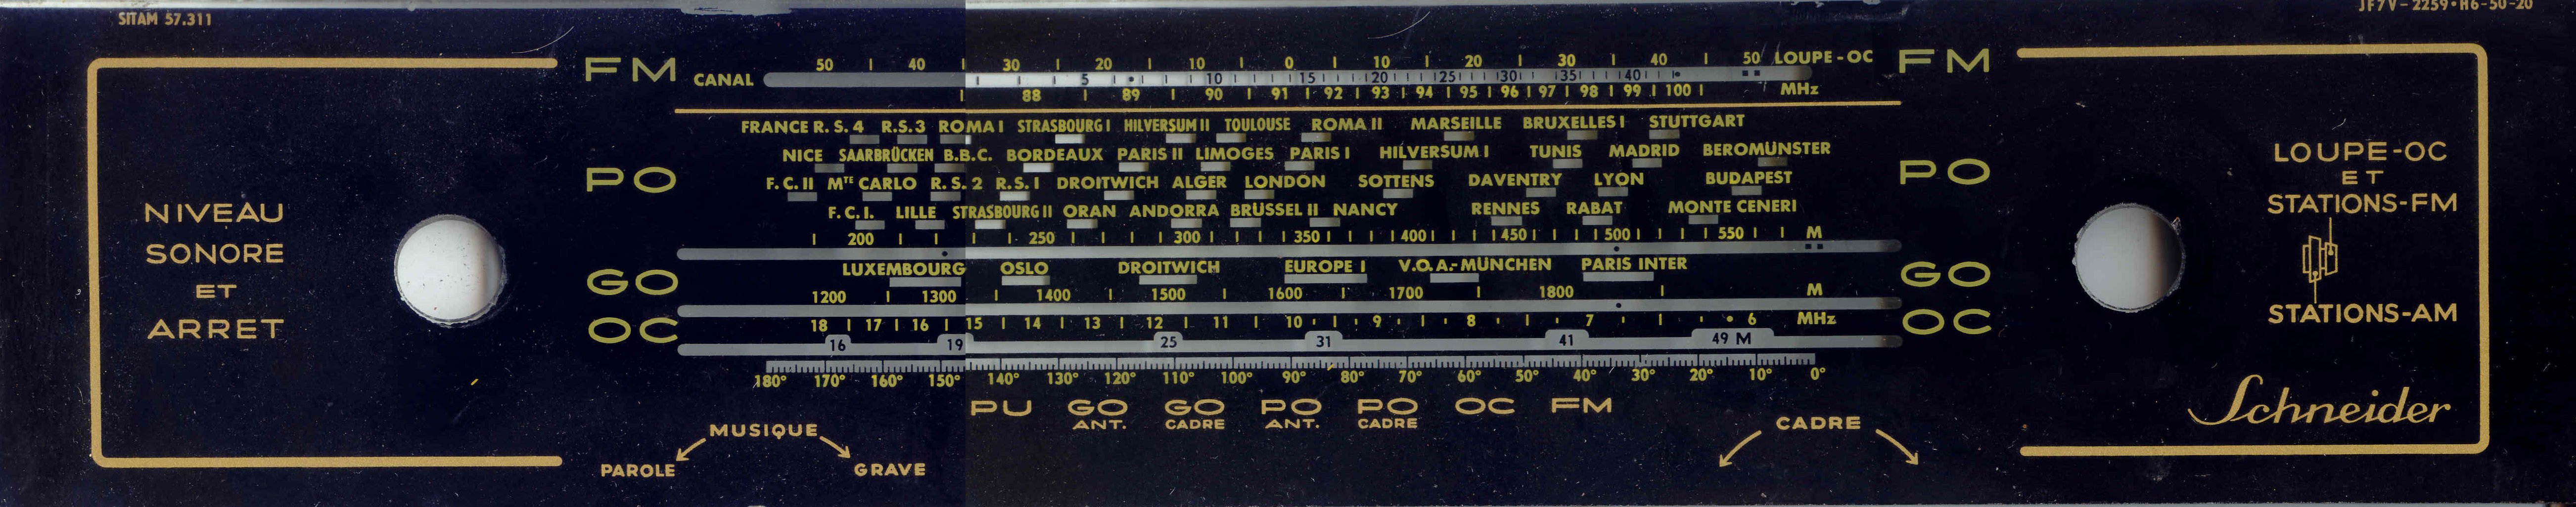 SITAM 57.311
JF7V-2259•H6-50-20
50 40 30 20 10 0 10 20 30 40 50 LOUPE-OC
FM CANAL 5 10 15 20 25 30 35 40 FM
88 89 90 91 92 93 94 95 96 97 98 99 100 MHz
FRANCE R. S. 4 R.S.3 ROMA I STRASBOURG I HILVERSUM II TOULOUSE ROMA II MARSEILLE BRUXELLES I STUTTGART
NICE SAARBRÜCKEN B.B.C. BORDEAUX PARIS II LIMOGES PARIS I HILVERSUM I TUNIS MADRID BEROMÜNSTER
PO PO
F. C. II MTE CARLO R. S. 2 R.S. I DROITWICH ALGER LONDON SOTTENS DAVENTRY LYON BUDAPEST
F. C. I. LILLE STRASBOURG II ORAN ANDORRA BRÜSSEL II NANCY RENNES RABAT MONTE CENERI
200 250 300 350 400 450 500 550 M
LUXEMBOURG OSLO DROITWICH EUROPE I V.O.A.-MÜNCHEN PARIS INTER
GO GO
1200 1300 1400 1500 1600 1700 1800 M
18 17 16 15 14 13 12 11 10 9 8 7 6 MHz
OC OC
16 19 25 31 41 49 M
180° 170° 160° 150° 140° 130° 120° 110° 100° 90° 80° 70° 60° 50° 40° 30° 20° 10° 0°
PU GO ANT. GO CADRE PO ANT. PO CADRE OC FM
MUSIQUE
PAROLE GRAVE
CADRE
NIVEAU
SONORE
ET
ARRET
LOUPE-OC
ET
STATIONS-FM
STATIONS-AM
Schneider